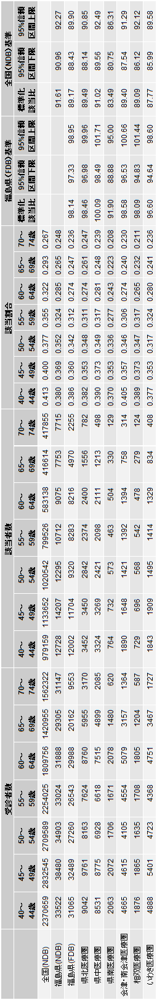 受診者数 該当者数 該当割合 福島県(FDB)基準 全国(NDB)基準
40～44歳 45～49歳 50～54歳 55～59歳 60～64歳 65～69歳 70～74歳 40～44歳 45～49歳 50～54歳 55～59歳 60～64歳 65～69歳 70～74歳 40～44歳 45～49歳 50～54歳 55～59歳 60～64歳 65～69歳 70～74歳 標準化該当比 95%信頼区間下限 95%信頼区間上限 標準化該当比 95%信頼区間下限 95%信頼区間上限
全国(NDB) 2370659 2832545 2709589 2254025 1809756 1420955 1562322 979159 1133652 1020542 799526 583138 416614 417855 0.413 0.400 0.377 0.355 0.322 0.293 0.267
福島県(NDB) 33522 38480 34903 33024 31888 29305 31147 12728 14207 12295 10712 9075 7753 7715 0.380 0.369 0.352 0.324 0.285 0.265 0.248 91.61 90.96 92.27
福島県(FDB) 31065 32489 27260 26543 29988 20162 9553 12002 11704 9320 8283 8216 4970 2255 0.386 0.360 0.342 0.312 0.274 0.247 0.236 98.14 97.33 98.95 89.17 88.43 89.90
県北医療圏 9042 9761 8163 7624 8760 5955 3170 3452 3450 2842 2374 2400 1556 782 0.382 0.353 0.348 0.311 0.274 0.261 0.247 98.46 96.98 99.96 89.49 88.14 90.85
県中医療圏 8531 8775 6928 6618 7515 4899 2085 3324 3269 2421 2098 2111 1213 498 0.390 0.373 0.349 0.317 0.281 0.248 0.239 100.09 98.49 101.71 91.02 89.56 92.49
県南医療圏 2063 2072 1706 1671 2078 1480 620 764 732 573 463 504 330 129 0.370 0.353 0.336 0.277 0.243 0.223 0.208 91.90 88.88 95.00 83.49 80.75 86.31
会津・南会津医療圏 4665 4615 4105 4554 5079 3157 1364 1890 1648 1421 1392 1394 758 314 0.405 0.357 0.346 0.306 0.274 0.240 0.230 98.58 96.53 100.66 89.40 87.54 91.29
相双医療圏 1876 1865 1635 1708 1805 1204 587 729 696 568 542 478 279 124 0.389 0.373 0.347 0.317 0.265 0.232 0.211 98.09 94.83 101.44 89.09 86.12 92.12
いわき医療圏 4888 5401 4723 4368 4751 3467 1727 1843 1909 1495 1414 1329 834 408 0.377 0.353 0.317 0.324 0.280 0.241 0.236 96.60 94.64 98.60 87.77 85.99 89.58